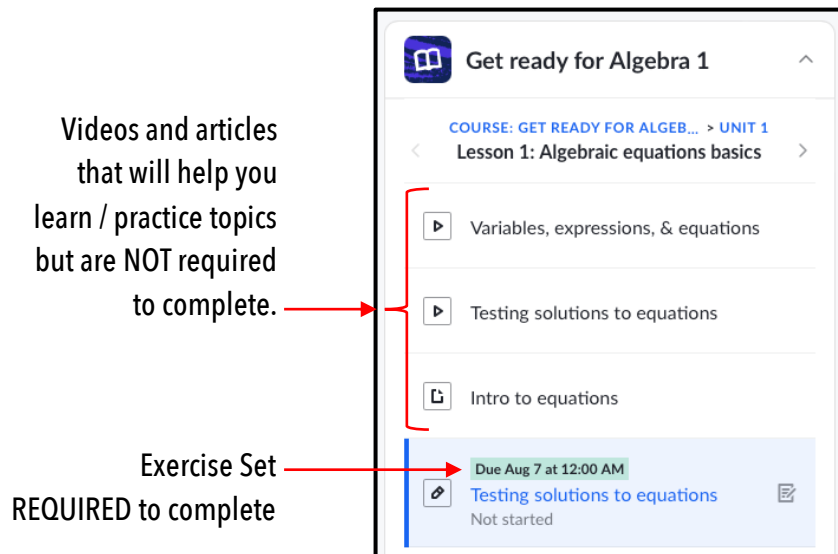 Get ready for Algebra 1
COURSE: GET READY FOR ALGEB... > UNIT 1
Lesson 1: Algebraic equations basics
Videos and articles
that will help you
learn / practice topics
but are NOT required
to complete.
Variables, expressions, & equations
Testing solutions to equations
Intro to equations
Exercise Set
REQUIRED to complete
Due Aug 7 at 12:00 AM
Testing solutions to equations
Not started